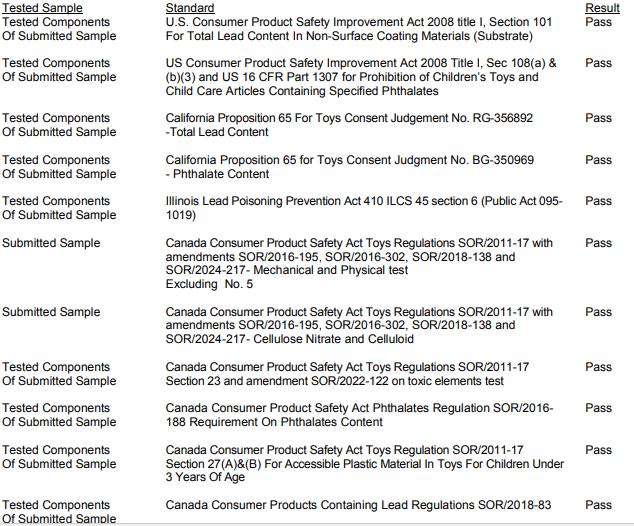 Tested Sample Standard Result
Tested Components U.S. Consumer Product Safety Improvement Act 2008 title I, Section 101 Pass
Of Submitted Sample For Total Lead Content In Non-Surface Coating Materials (Substrate)
Tested Components US Consumer Product Safety Improvement Act 2008 Title I, Sec 108(a) & Pass
Of Submitted Sample (b)(3) and US 16 CFR Part 1307 for Prohibition of Children's Toys and
Child Care Articles Containing Specified Phthalates
Tested Components California Proposition 65 For Toys Consent Judgement No. RG-356892 Pass
Of Submitted Sample -Total Lead Content
Tested Components California Proposition 65 for Toys Consent Judgment No. BG-350969 Pass
Of Submitted Sample - Phthalate Content
Tested Components Illinois Lead Poisoning Prevention Act 410 ILCS 45 section 6 (Public Act 095- Pass
Of Submitted Sample 1019)
Submitted Sample Canada Consumer Product Safety Act Toys Regulations SOR/2011-17 with Pass
amendments SOR/2016-195, SOR/2016-302, SOR/2018-138 and
SOR/2024-217- Mechanical and Physical test
Excluding No. 5
Submitted Sample Canada Consumer Product Safety Act Toys Regulations SOR/2011-17 with Pass
amendments SOR/2016-195, SOR/2016-302, SOR/2018-138 and
SOR/2024-217- Cellulose Nitrate and Celluloid
Tested Components Canada Consumer Product Safety Act Toys Regulations SOR/2011-17 Pass
Of Submitted Sample Section 23 and amendment SOR/2022-122 on toxic elements test
Tested Components Canada Consumer Product Safety Act Phthalates Regulation SOR/2016- Pass
Of Submitted Sample 188 Requirement On Phthalates Content
Tested Components Canada Consumer Product Safety Act Toys Regulation SOR/2011-17 Pass
Of Submitted Sample Section 27(A)&(B) For Accessible Plastic Material In Toys For Children Under
3 Years Of Age
Tested Components Canada Consumer Products Containing Lead Regulations SOR/2018-83 Pass
Of Submitted Sample